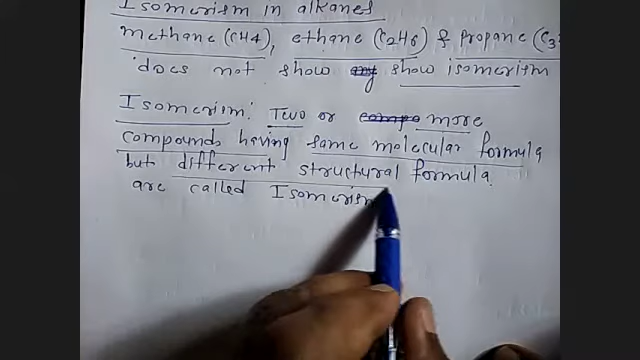 Isomerism in alkanes
methane (CH4), ethane (C2H6) & propane (C3
does not show show isomerism
Isomerism: Two or more
compounds having same molecular formula
but different structural formula.
are called Isomerism